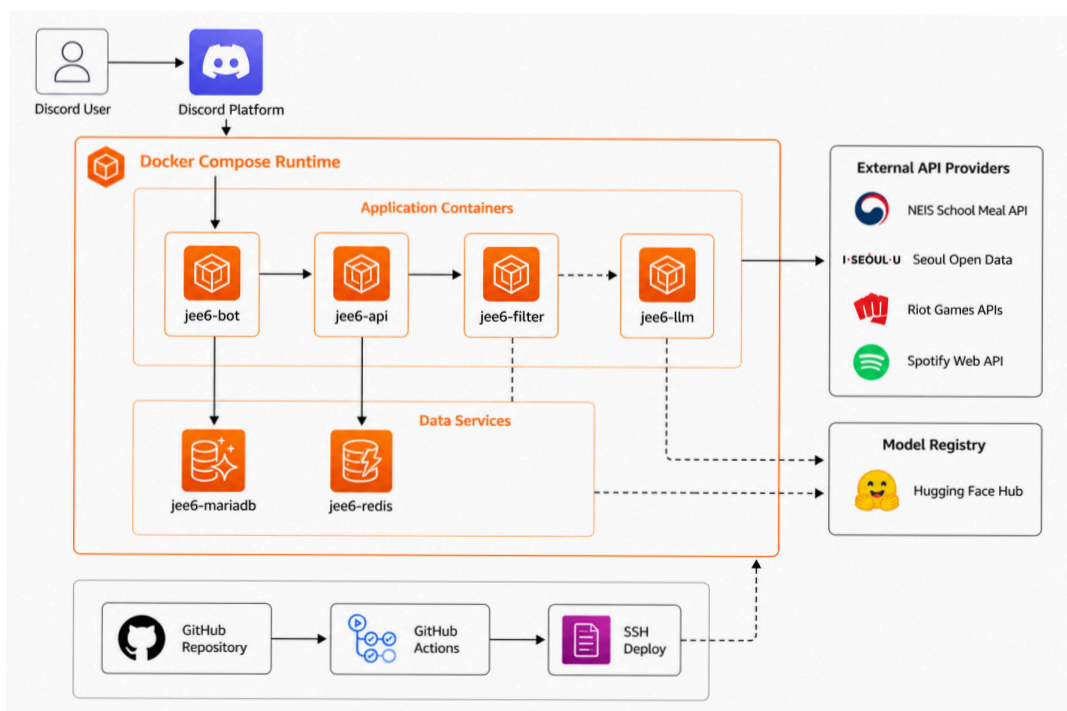 Discord User
Discord Platform
Docker Compose Runtime
Application Containers
jee6-bot
jee6-api
jee6-filter
jee6-llm
Data Services
jee6-mariadb
jee6-redis
External API Providers
NEIS School Meal API
I·SEOUL·U
Seoul Open Data
Riot Games APIs
Spotify Web API
Model Registry
Hugging Face Hub
GitHub
Repository
GitHub
Actions
SSH
Deploy